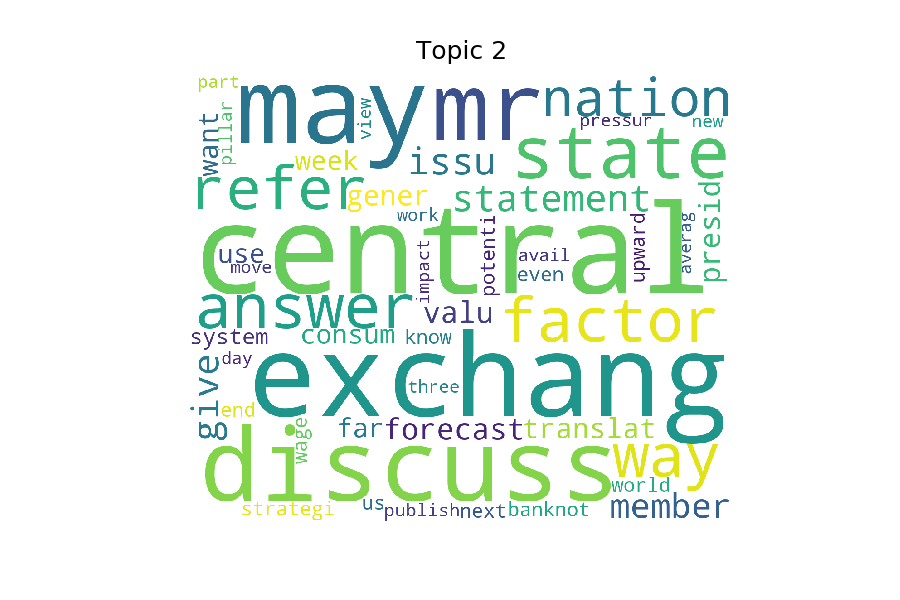 Topic 2
part
may
mr
nation
view
pillar
want
pressur
new
week
issu
state
refer
gener
statement
presid
work
central
use
move
impact
potenti
avail
even
upward
averag
answer
valu
factor
system
consum
know
day
exchang
three
give
end
wage
far
forecast
translat
way
discuss
world
strategi
us
publish
next
banknot
member